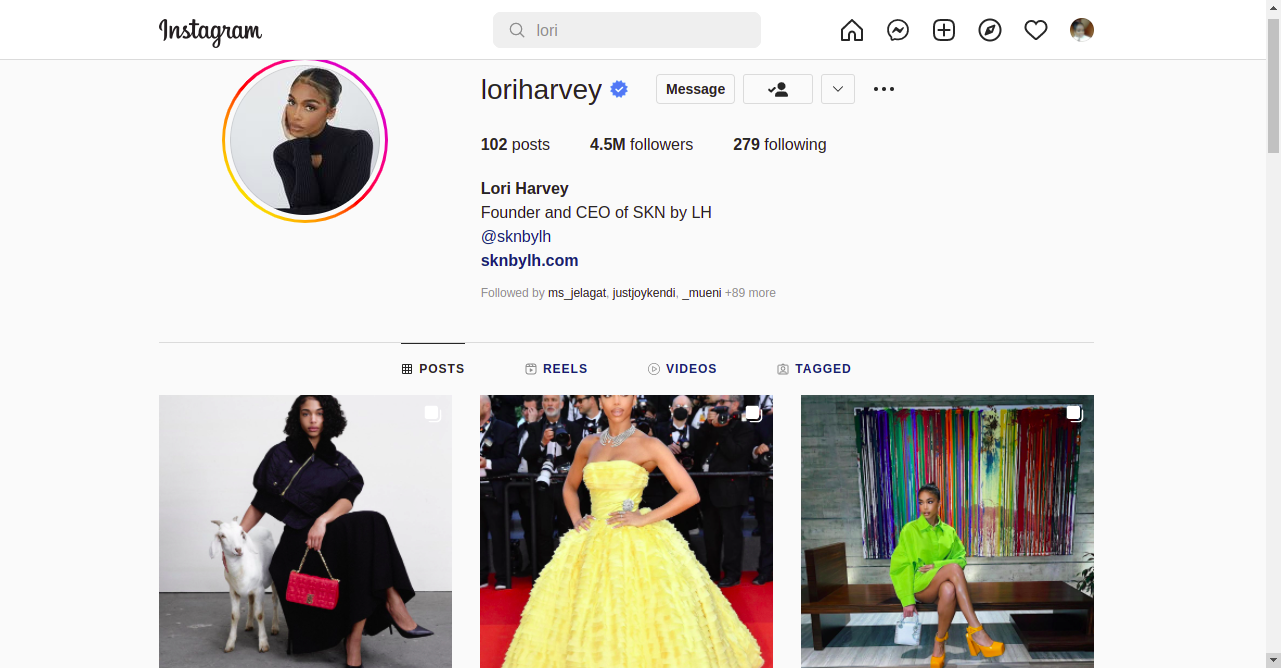 Instagram
lori
loriharvey
Message
102 posts 4.5M followers 279 following
Lori Harvey
Founder and CEO of SKN by LH
@sknbylh
sknbylh.com
Followed by ms_jelagat, justjoykendi, _mueni +89 more
POSTS REELS VIDEOS TAGGED